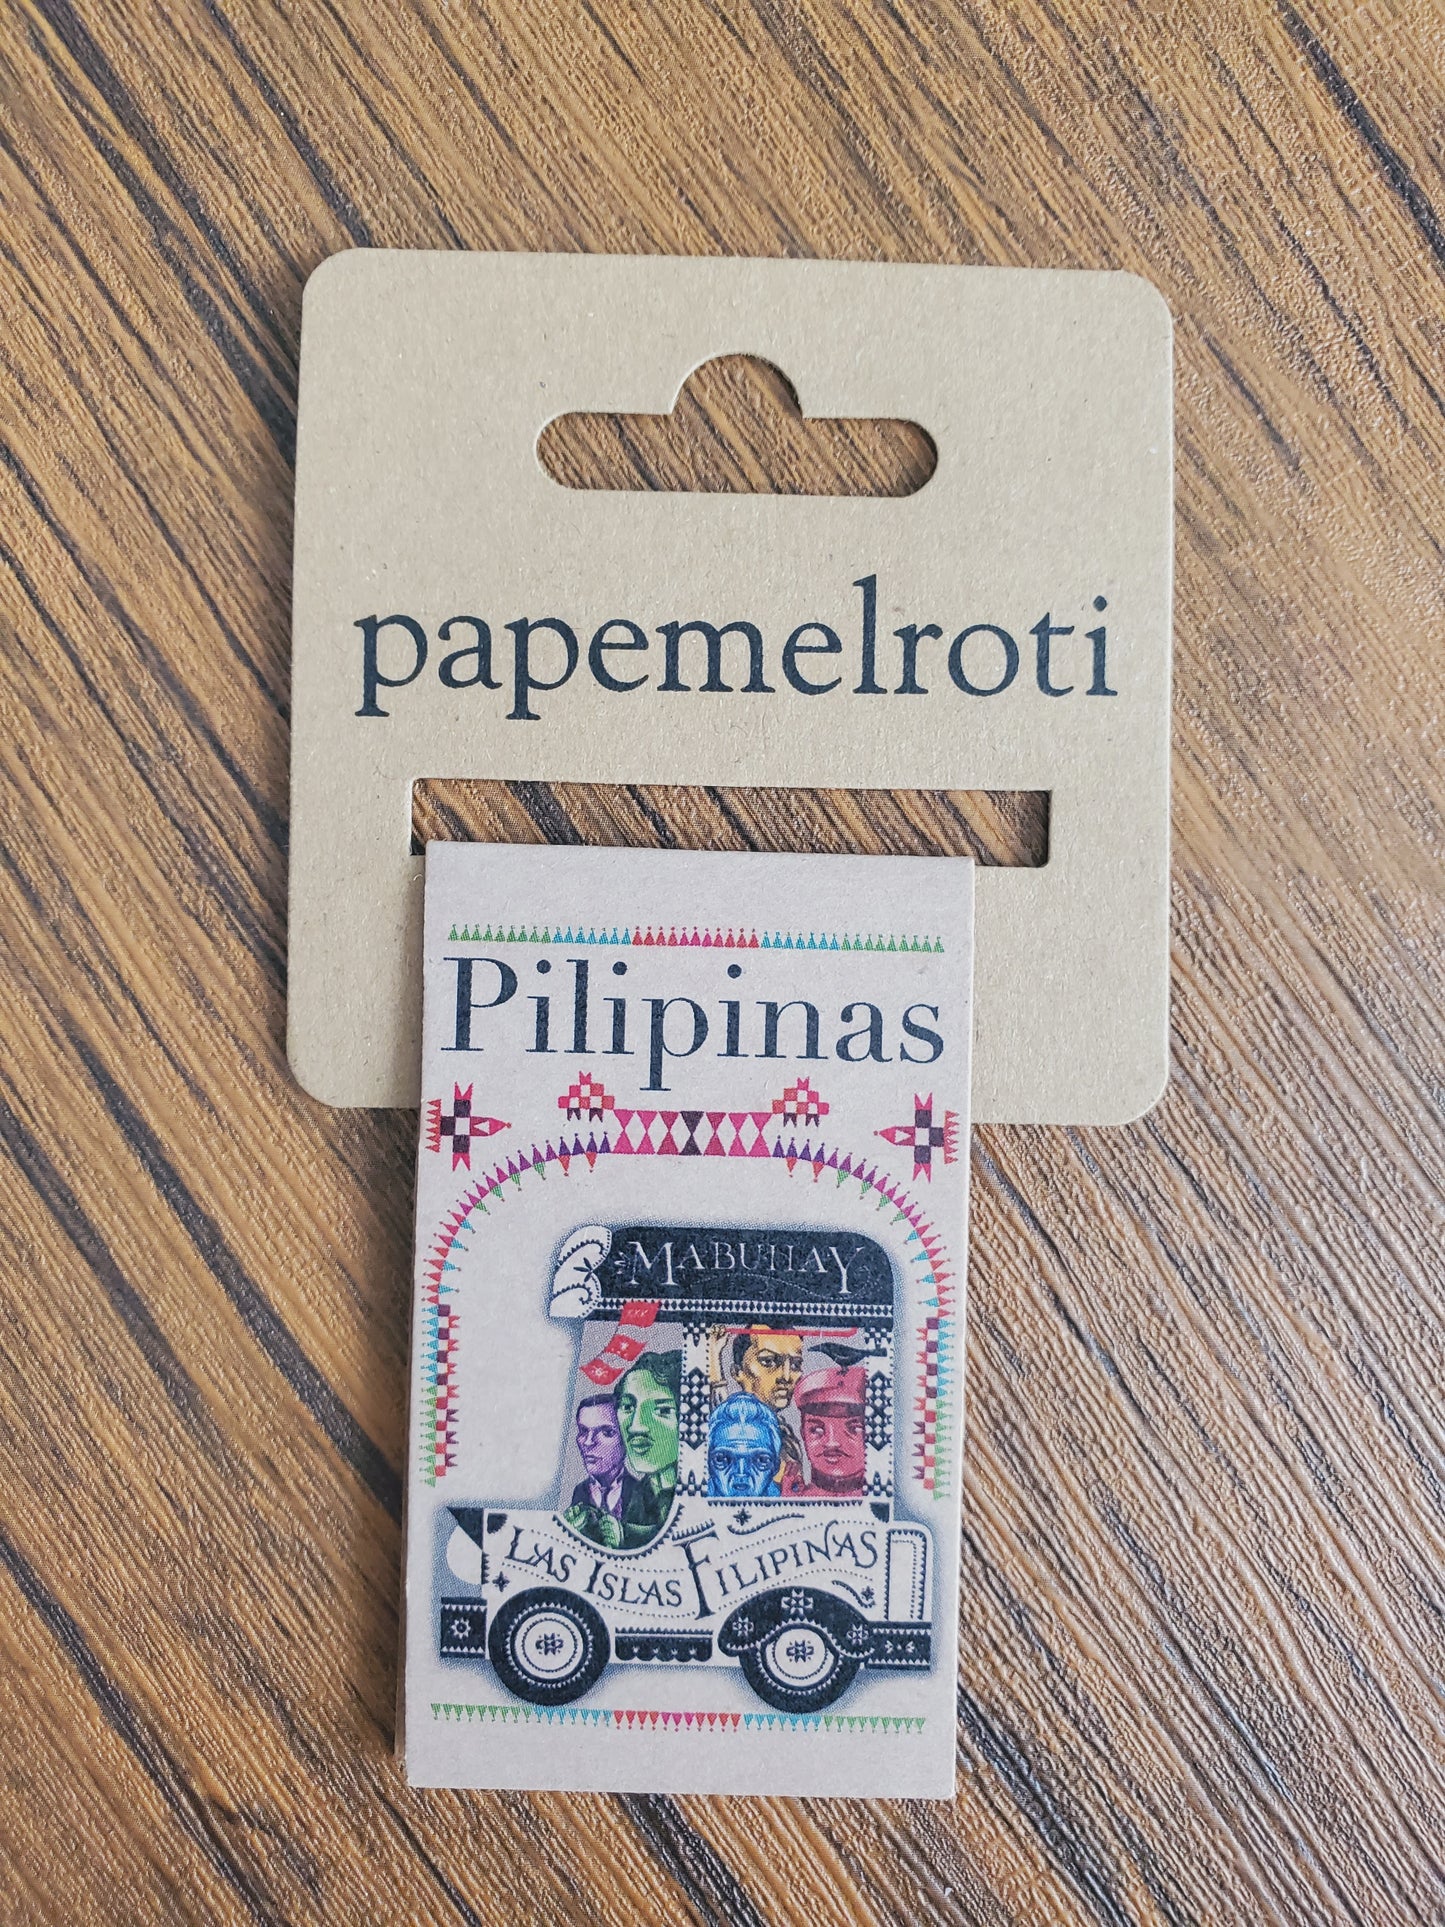 papemelroti
Pilipinas
MABUHAY
LAS ISLAS FILIPINAS